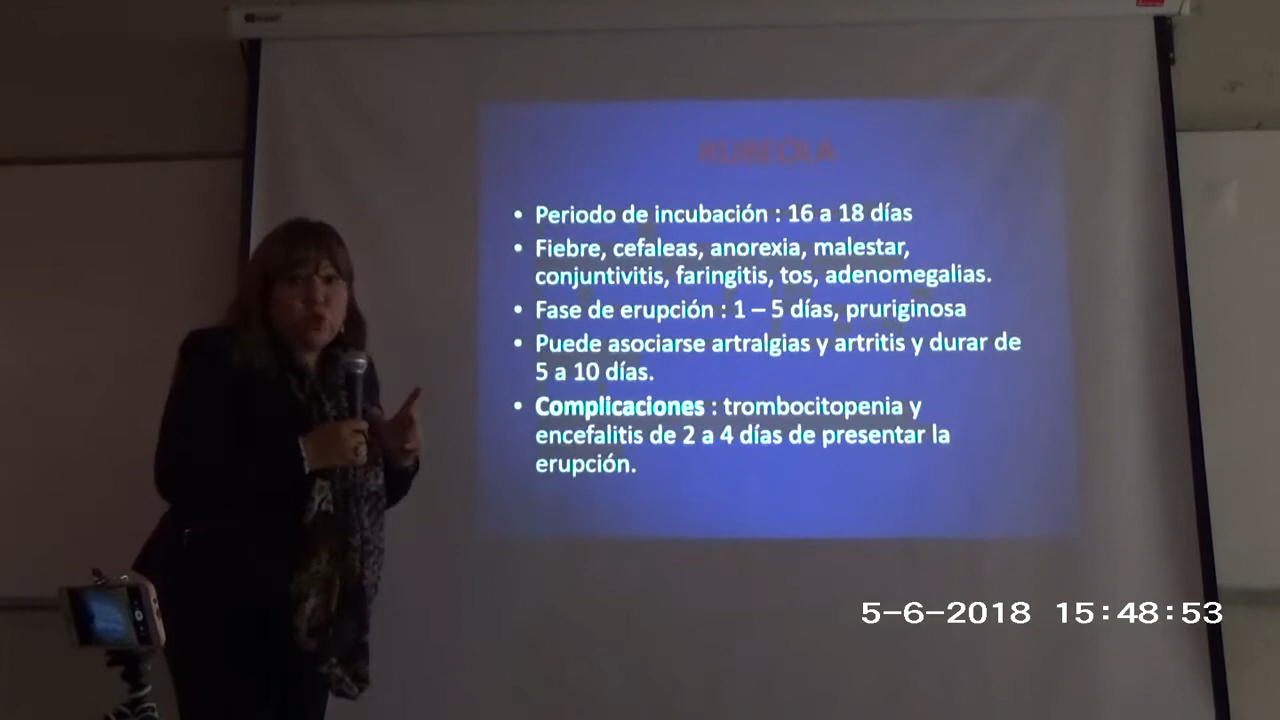 RUBEOLA
• Periodo de incubación : 16 a 18 días
• Fiebre, cefaleas, anorexia, malestar,
conjuntivitis, faringitis, tos, adenomegalias.
• Fase de erupción : 1 – 5 días, pruriginosa
• Puede asociarse artralgias y artritis y durar de
5 a 10 días.
• Complicaciones : trombocitopenia y
encefalitis de 2 a 4 días de presentar la
erupción.
5-6-2018 15:48:53